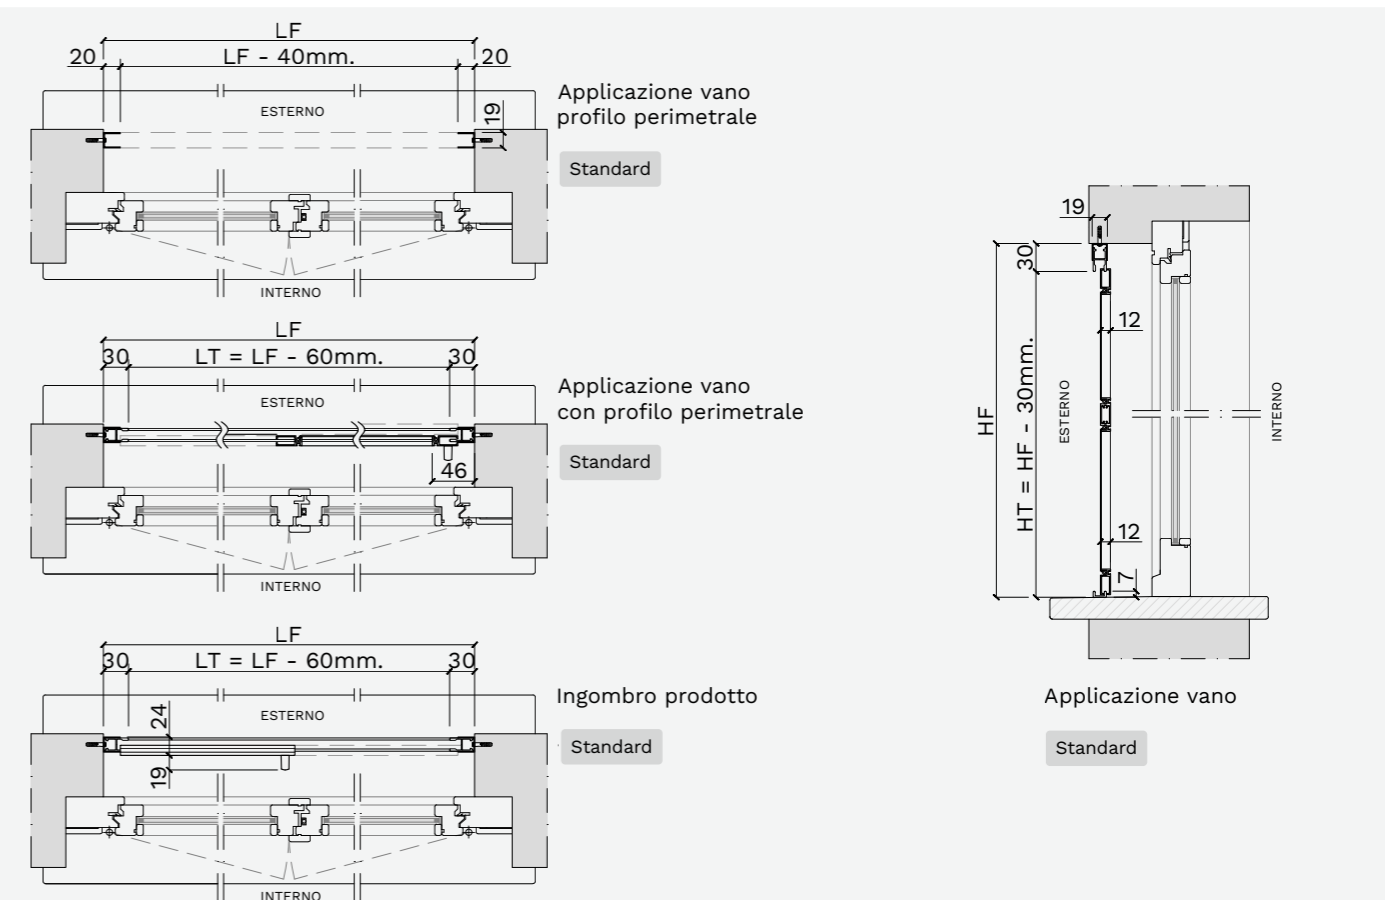 LF
20
LF - 40mm.
20
ESTERNO
19
INTERNO
Applicazione vano
profilo perimetrale
Standard
LF
30
LT = LF - 60mm.
30
ESTERNO
46
INTERNO
Applicazione vano
con profilo perimetrale
Standard
LF
30
LT = LF - 60mm.
30
ESTERNO
24
19
INTERNO
Ingombro prodotto
Standard
19
30
12
HF
HT = HF - 30mm.
ESTERNO
INTERNO
12
7
Applicazione vano
Standard